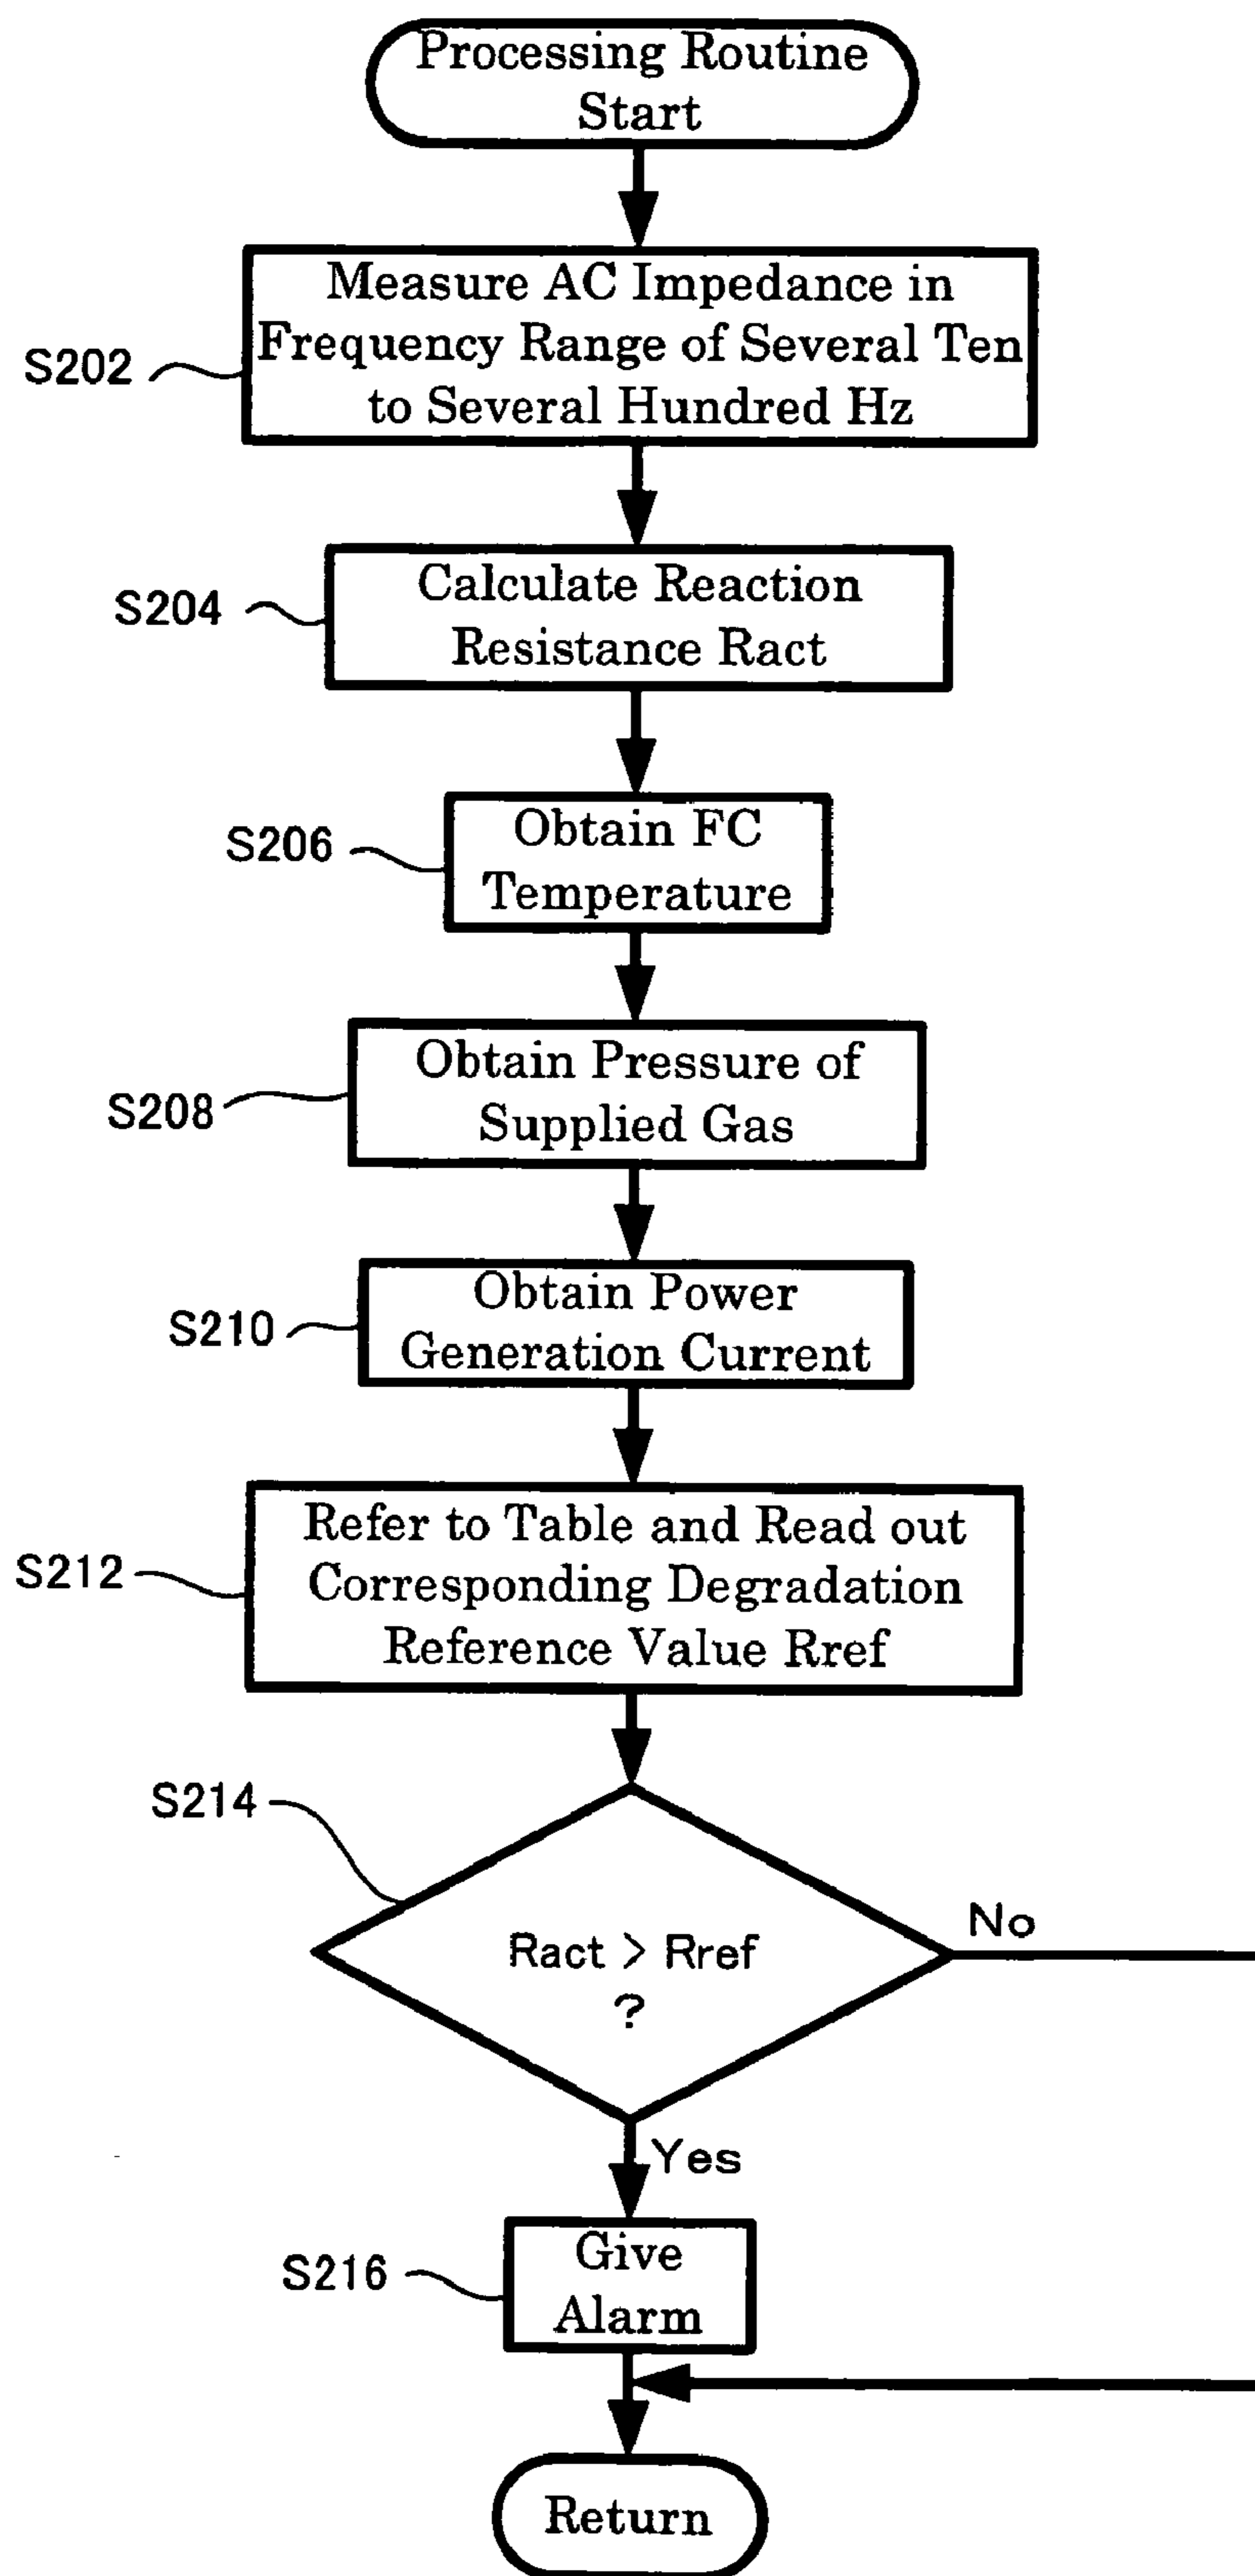 Processing Routine
Start
S202
Measure AC Impedance in
Frequency Range of Several Ten
to Several Hundred Hz
S204
Calculate Reaction
Resistance Ract
S206
Obtain FC
Temperature
S208
Obtain Pressure of
Supplied Gas
S210
Obtain Power
Generation Current
S212
Refer to Table and Read out
Corresponding Degradation
Reference Value Rref
S214
Ract > Rref
?
No
Yes
S216
Give
Alarm
Return